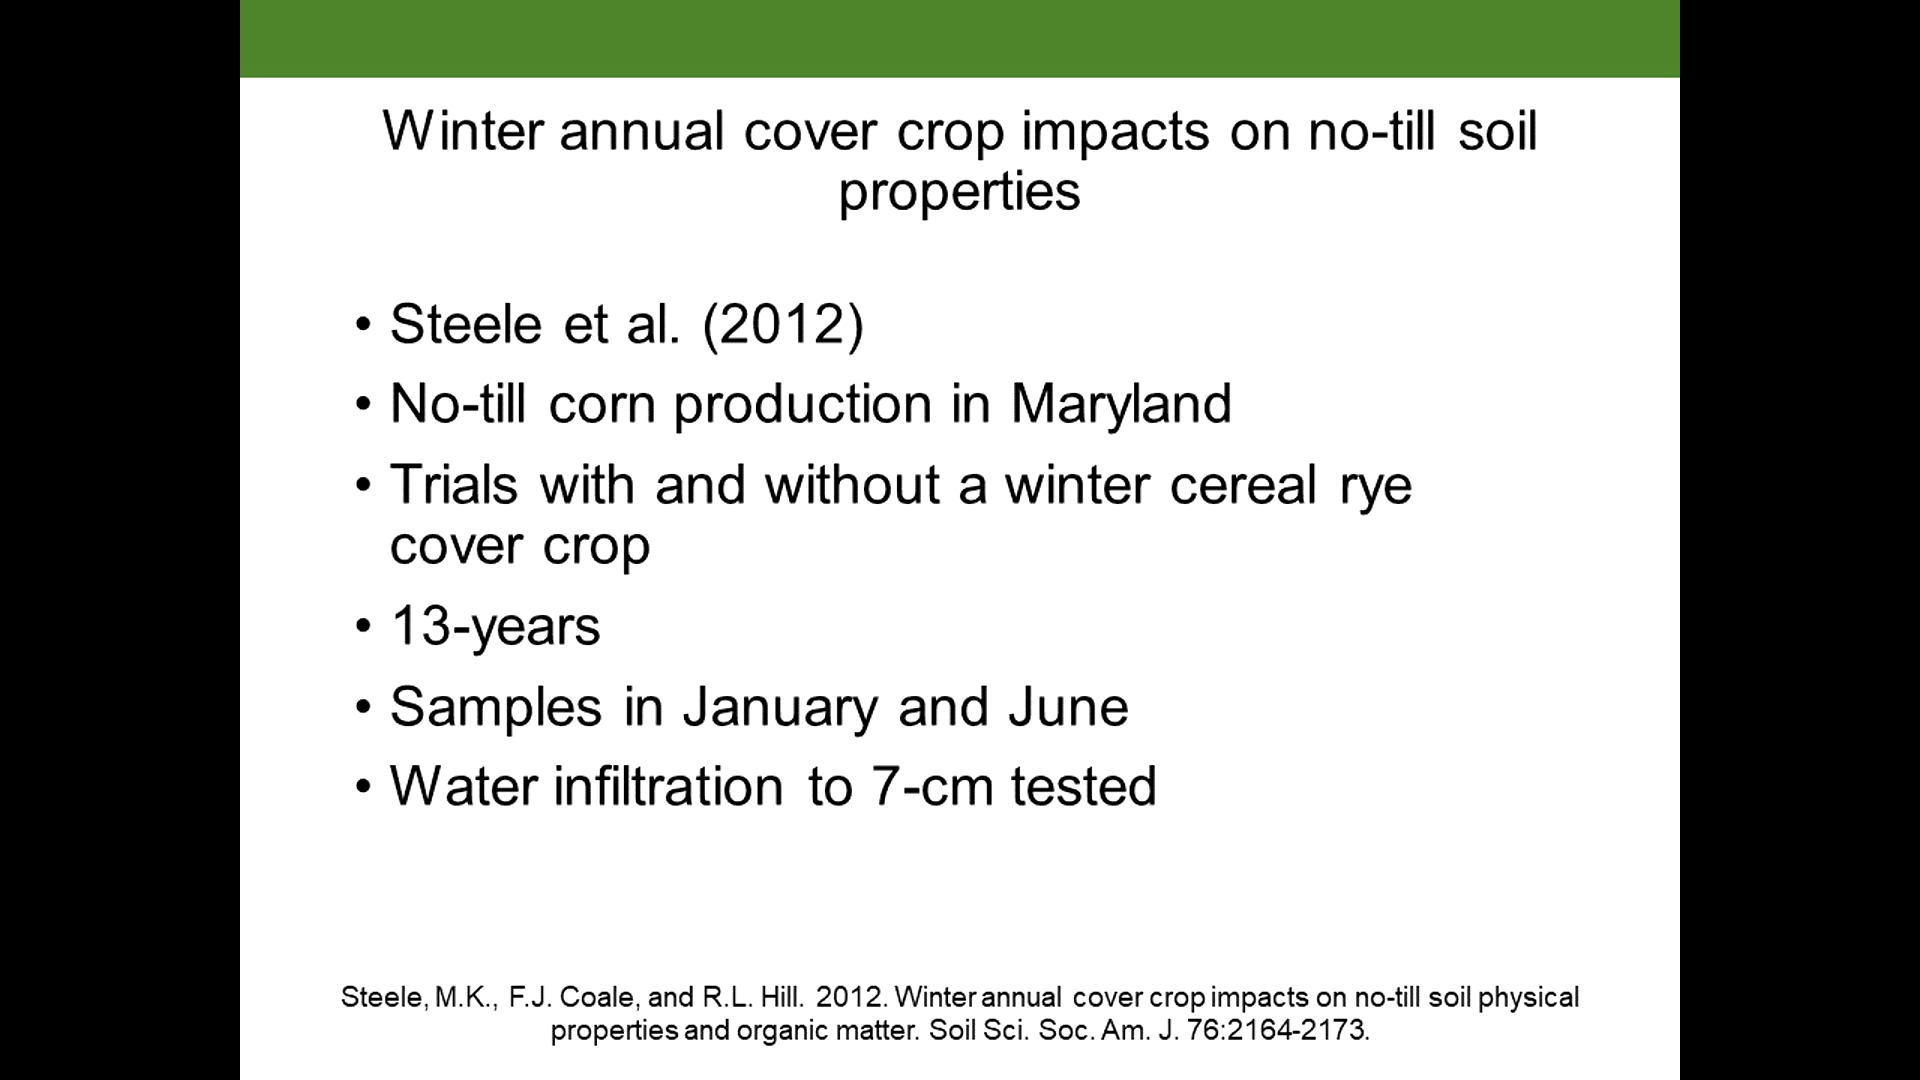 Winter annual cover crop impacts on no-till soil
properties
• Steele et al. (2012)
• No-till corn production in Maryland
• Trials with and without a winter cereal rye
cover crop
• 13-years
• Samples in January and June
• Water infiltration to 7-cm tested
Steele, M.K., F.J. Coale, and R.L. Hill. 2012. Winter annual cover crop impacts on no-till soil physical
properties and organic matter. Soil Sci. Soc. Am. J. 76:2164-2173.